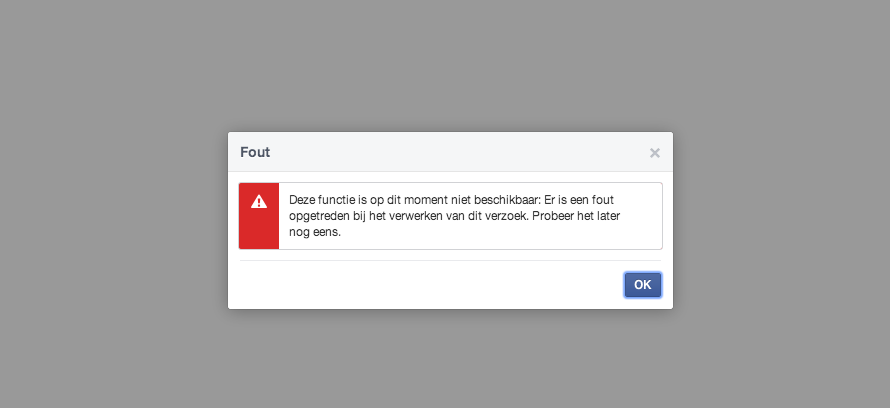 Fout
Deze functie is op dit moment niet beschikbaar: Er is een fout
opgetreden bij het verwerken van dit verzoek. Probeer het later
nog eens.
OK